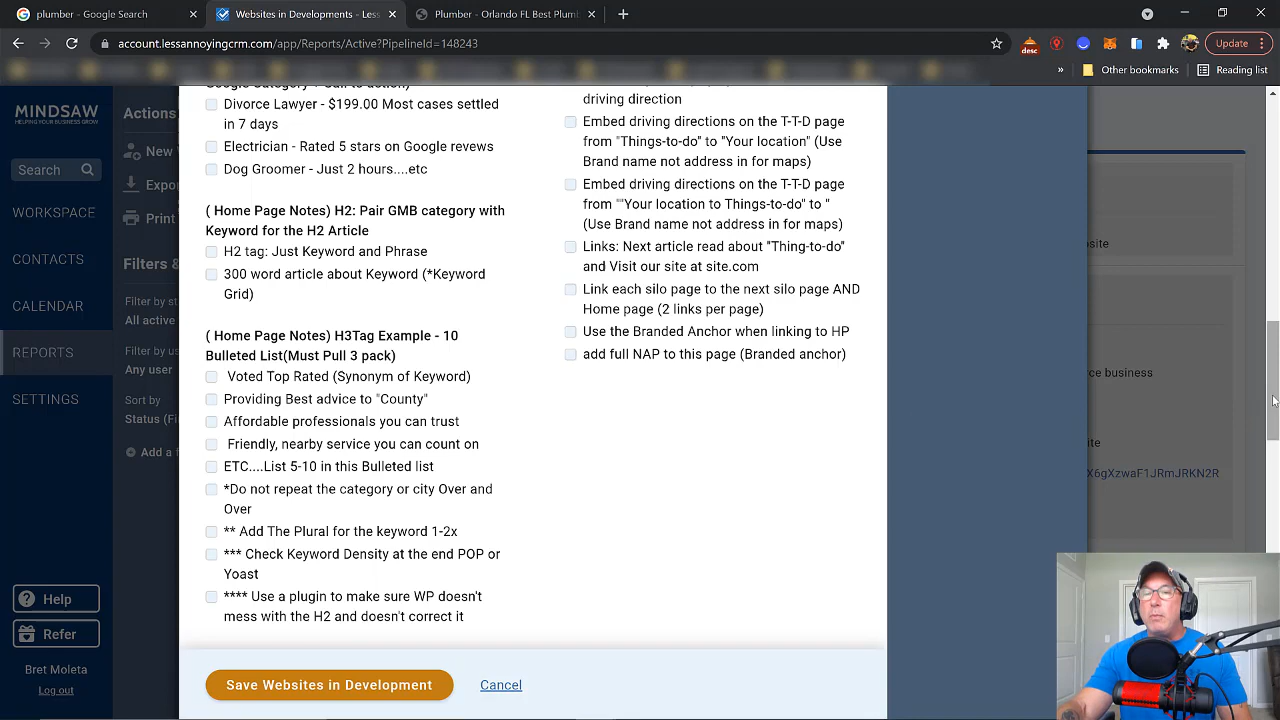 plumber - Google Search
Websites in Development - Less
Plumber - Orlando FL Best Plumb
account.lessannoyingcrm.com/app/Reports/Active?PipelineId=148243
desc
Update
»
Other bookmarks
Reading list
MINDSAW
HELPING YOUR BUSINESS GROW
Search
WORKSPACE
CONTACTS
CALENDAR
REPORTS
SETTINGS
Help
Refer
Bret Moleta
Log out
Actions
New
Expor
Print
Filters &
Filter by st
All active
Filter by us
Any user
Sort by
Status (Fi
Add a f
Divorce Lawyer - $199.00 Most cases settled
in 7 days
Electrician - Rated 5 stars on Google revews
Dog Groomer - Just 2 hours....etc
( Home Page Notes) H2: Pair GMB category with
Keyword for the H2 Article
H2 tag: Just Keyword and Phrase
300 word article about Keyword (*Keyword
Grid)
( Home Page Notes) H3Tag Example - 10
Bulleted List(Must Pull 3 pack)
Voted Top Rated (Synonym of Keyword)
Providing Best advice to "County"
Affordable professionals you can trust
Friendly, nearby service you can count on
ETC....List 5-10 in this Bulleted list
*Do not repeat the category or city Over and
Over
** Add The Plural for the keyword 1-2x
*** Check Keyword Density at the end POP or
Yoast
**** Use a plugin to make sure WP doesn't
mess with the H2 and doesn't correct it
driving direction
Embed driving directions on the T-T-D page
from "Things-to-do" to "Your location" (Use
Brand name not address in for maps)
Embed driving directions on the T-T-D page
from ""Your location to Things-to-do" to "
(Use Brand name not address in for maps)
Links: Next article read about "Thing-to-do"
and Visit our site at site.com
Link each silo page to the next silo page AND
Home page (2 links per page)
Use the Branded Anchor when linking to HP
add full NAP to this page (Branded anchor)
Save Websites in Development
Cancel
site
ce business
ite
X6gXzwaF1JRmJRKN2R